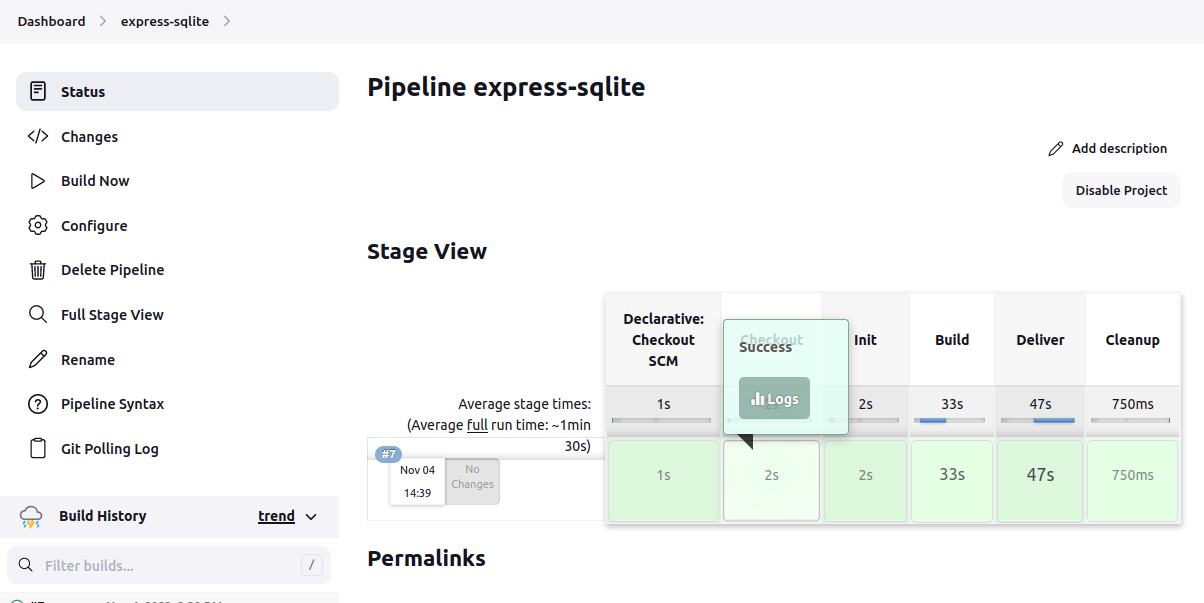 Dashboard
express-sqlite
Status
Changes
Build Now
Configure
Delete Pipeline
Full Stage View
Rename
Pipeline Syntax
Git Polling Log
Build History
trend
Filter builds...
/
Pipeline express-sqlite
Add description
Disable Project
Stage View
Declarative:
Checkout
SCM
Checkout
Init
Build
Deliver
Cleanup
Success
Logs
Average stage times:
(Average full run time: ~1min
30s)
1s
2s
2s
33s
47s
750ms
#7
Nov 04
14:39
No
Changes
1s
2s
2s
33s
47s
750ms
Permalinks